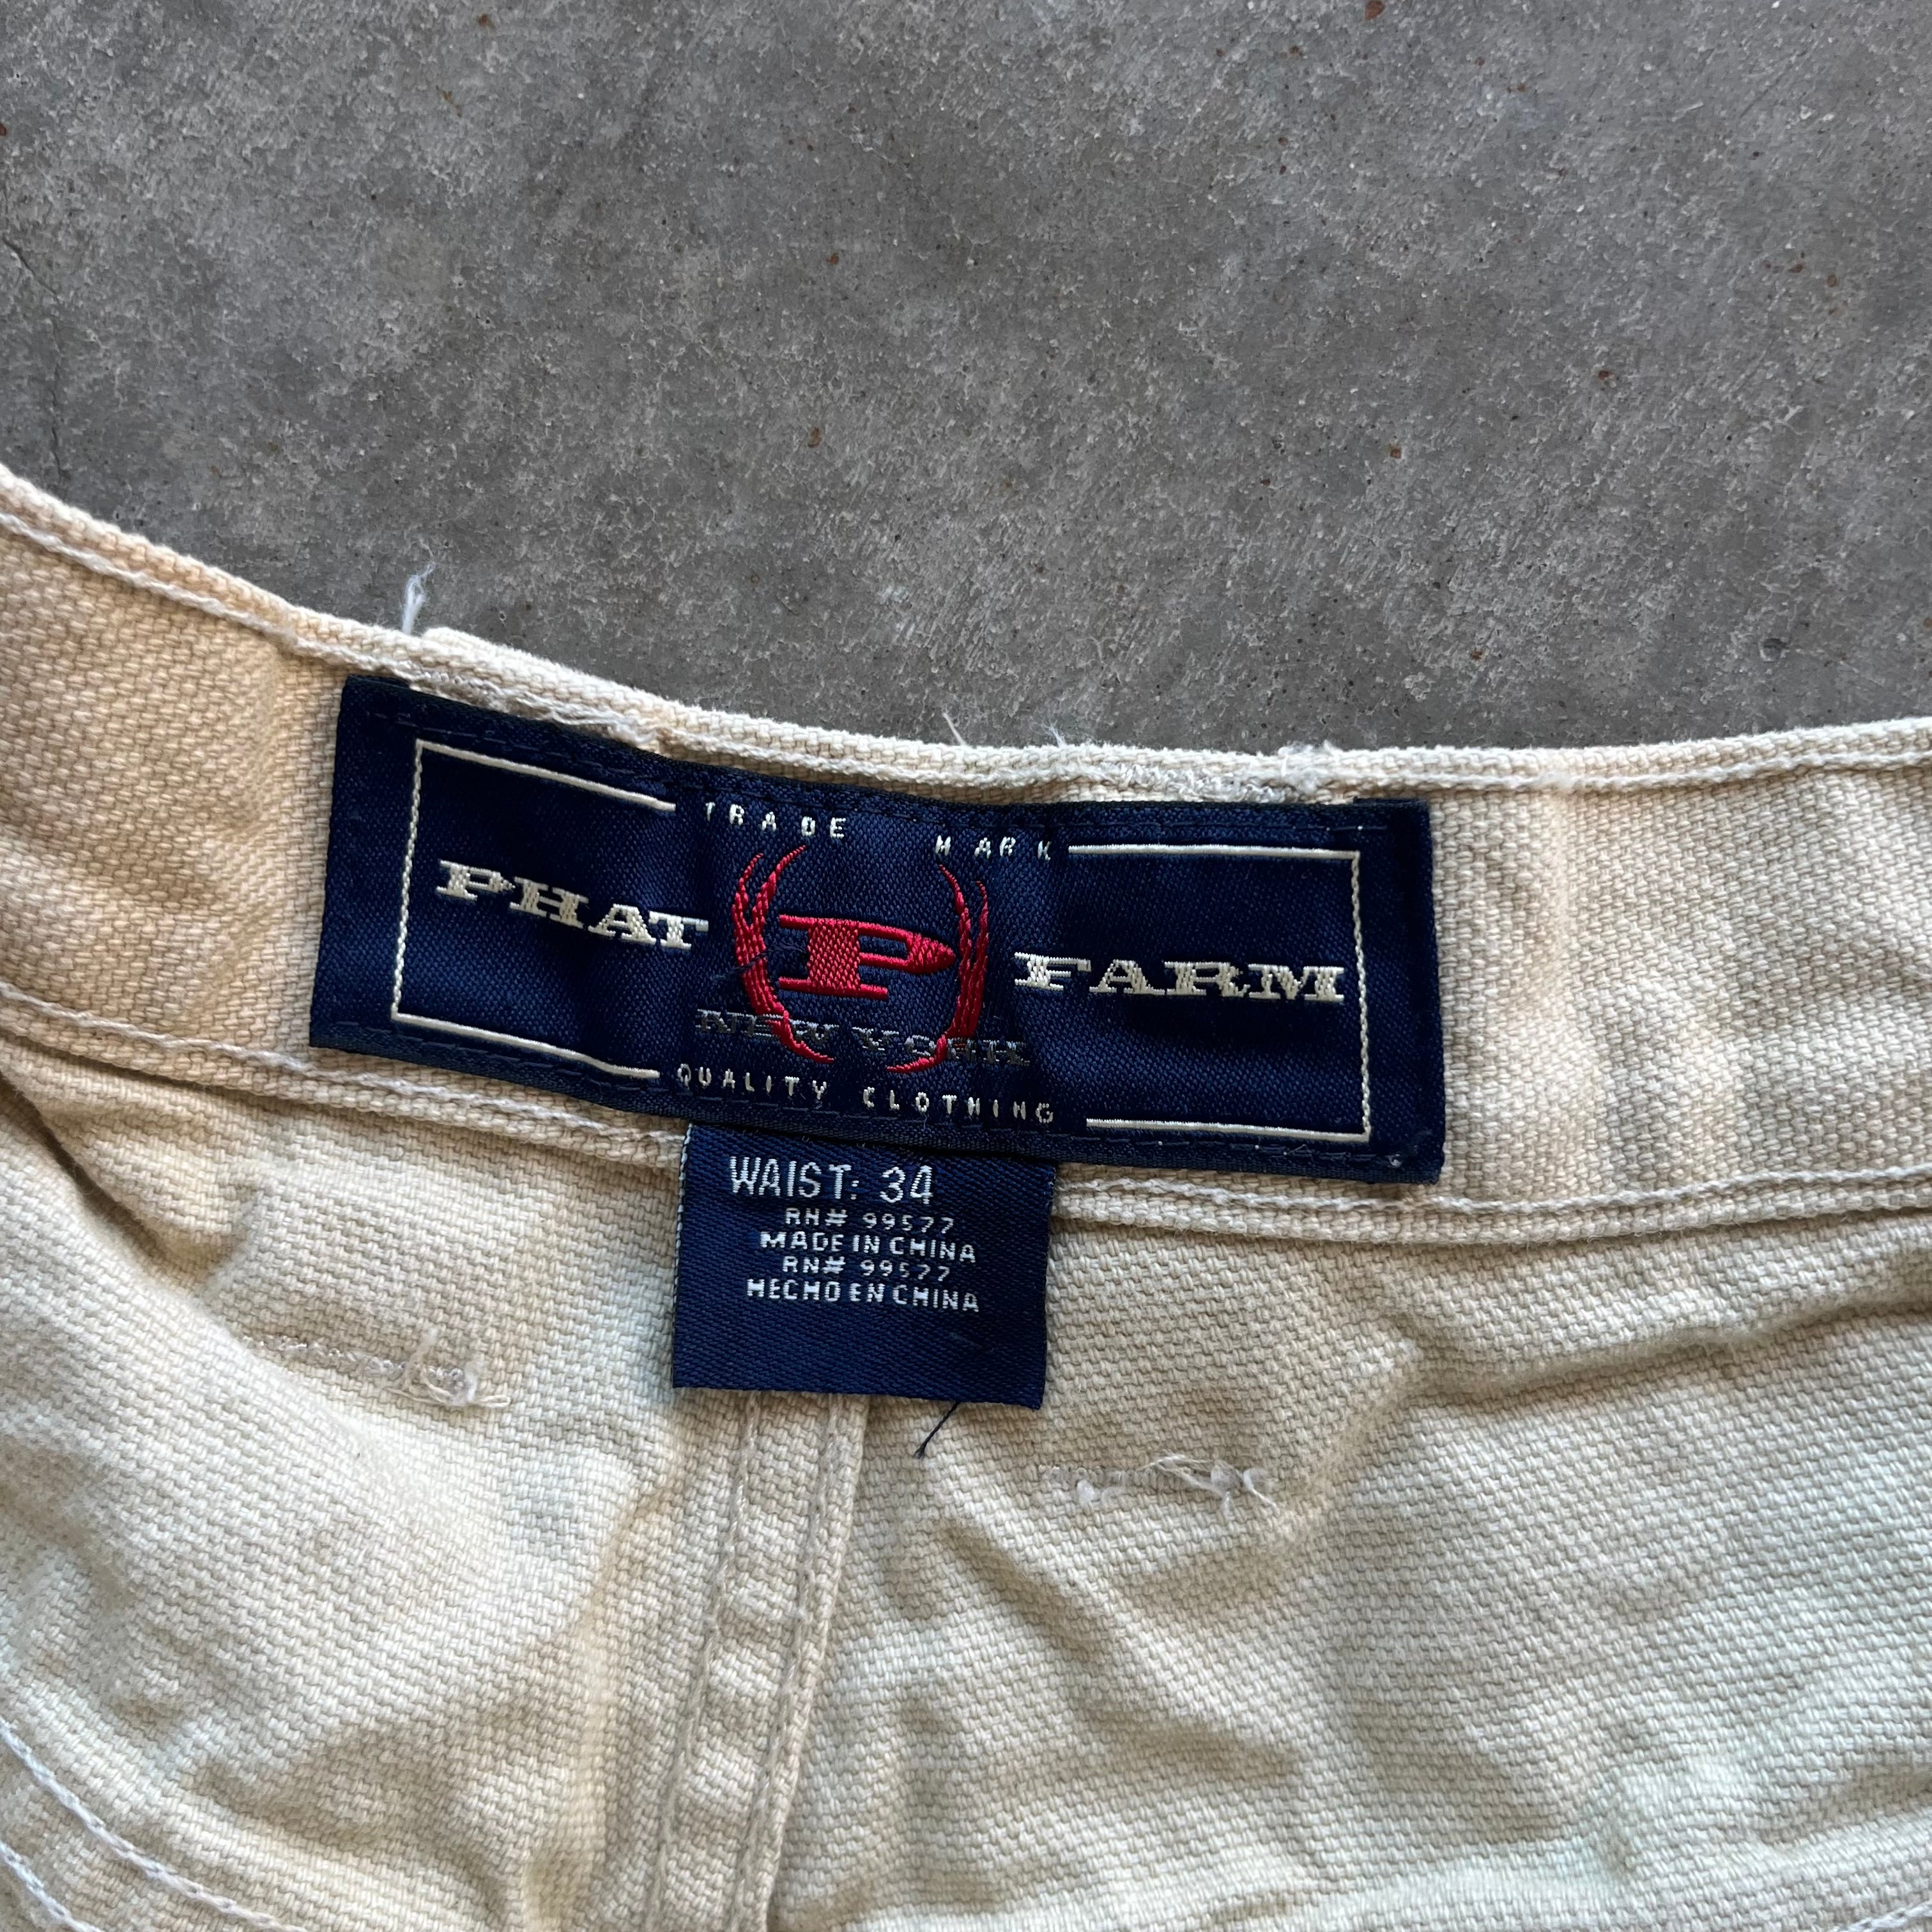 TRADE MARK
PHAT P FARM
NEW YORK
QUALITY CLOTHING
WAIST: 34
RN# 99577
MADE IN CHINA
RN# 99577
HECHO EN CHINA